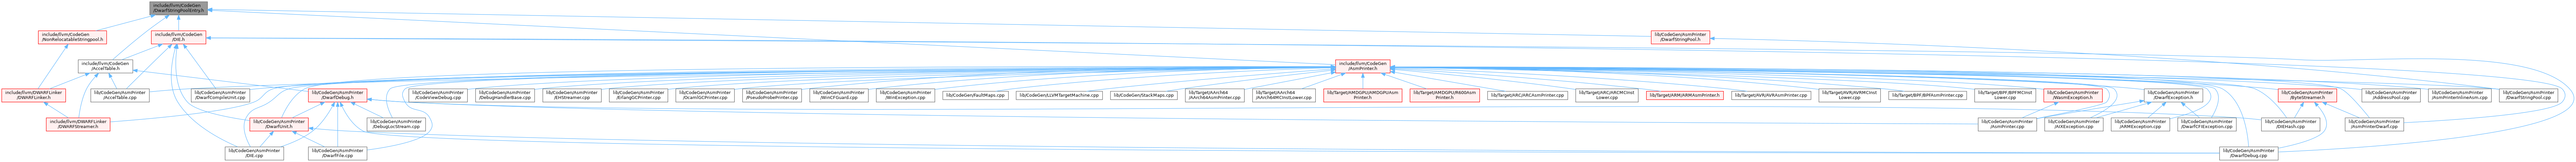 include/llvm/CodeGen
/DwarfStringPoolEntry.h
include/llvm/CodeGen
/NonRelocatableStringpool.h
include/llvm/CodeGen
/DIE.h
lib/CodeGen/AsmPrinter
/DwarfStringPool.h
include/llvm/CodeGen
/AccelTable.h
include/llvm/CodeGen
/AsmPrinter.h
include/llvm/DWARFLinker
/DWARFLinker.h
lib/CodeGen/AsmPrinter
/AccelTable.cpp
lib/CodeGen/AsmPrinter
/DwarfCompileUnit.cpp
lib/CodeGen/AsmPrinter
/DwarfDebug.h
lib/CodeGen/AsmPrinter
/CodeViewDebug.cpp
lib/CodeGen/AsmPrinter
/DebugHandlerBase.cpp
lib/CodeGen/AsmPrinter
/EHStreamer.cpp
lib/CodeGen/AsmPrinter
/ErlangGCPrinter.cpp
lib/CodeGen/AsmPrinter
/OcamlGCPrinter.cpp
lib/CodeGen/AsmPrinter
/PseudoProbePrinter.cpp
lib/CodeGen/AsmPrinter
/WinCFGuard.cpp
lib/CodeGen/AsmPrinter
/WinException.cpp
lib/CodeGen/FaultMaps.cpp
lib/CodeGen/LLVMTargetMachine.cpp
lib/CodeGen/StackMaps.cpp
lib/Target/AArch64
/AArch64AsmPrinter.cpp
lib/Target/AArch64
/AArch64MCInstLower.cpp
lib/Target/AMDGPU/AMDGPUAsm
Printer.h
lib/Target/AMDGPU/R600Asm
Printer.h
lib/Target/ARC/ARCAsmPrinter.cpp
lib/Target/ARC/ARCMCInst
Lower.cpp
lib/Target/ARM/ARMAsmPrinter.h
lib/Target/AVR/AVRAsmPrinter.cpp
lib/Target/AVR/AVRMCInst
Lower.cpp
lib/Target/BPF/BPFAsmPrinter.cpp
lib/Target/BPF/BPFMCInst
Lower.cpp
lib/CodeGen/AsmPrinter
/WasmException.h
lib/CodeGen/AsmPrinter
/DwarfException.h
lib/CodeGen/AsmPrinter
/ByteStreamer.h
lib/CodeGen/AsmPrinter
/AddressPool.cpp
lib/CodeGen/AsmPrinter
/AsmPrinterInlineAsm.cpp
lib/CodeGen/AsmPrinter
/DwarfStringPool.cpp
include/llvm/DWARFLinker
/DWARFStreamer.h
lib/CodeGen/AsmPrinter
/DwarfUnit.h
lib/CodeGen/AsmPrinter
/DebugLocStream.cpp
lib/CodeGen/AsmPrinter
/AsmPrinter.cpp
lib/CodeGen/AsmPrinter
/AIXException.cpp
lib/CodeGen/AsmPrinter
/ARMException.cpp
lib/CodeGen/AsmPrinter
/DwarfCFIException.cpp
lib/CodeGen/AsmPrinter
/DIEHash.cpp
lib/CodeGen/AsmPrinter
/AsmPrinterDwarf.cpp
lib/CodeGen/AsmPrinter
/DIE.cpp
lib/CodeGen/AsmPrinter
/DwarfFile.cpp
lib/CodeGen/AsmPrinter
/DwarfDebug.cpp